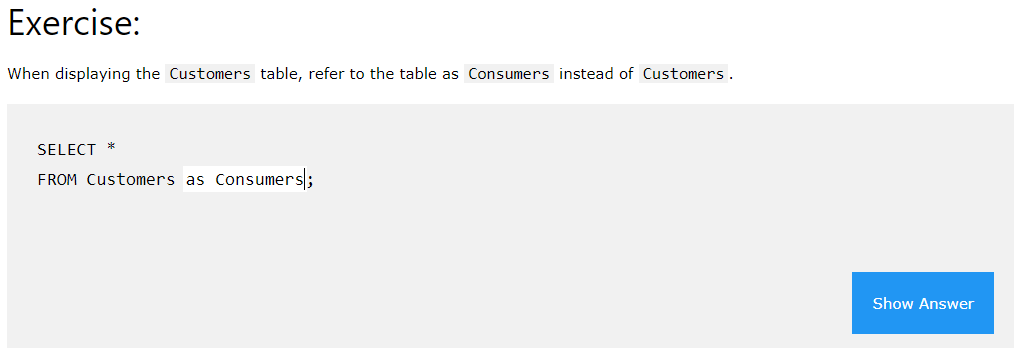 Exercise:
When displaying the Customers table, refer to the table as Consumers instead of Customers.
SELECT *
FROM Customers as Consumers;
Show Answer